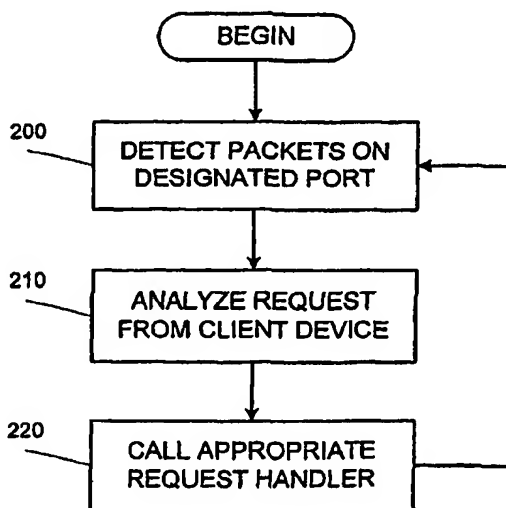 BEGIN
200
DETECT PACKETS ON
DESIGNATED PORT
210
ANALYZE REQUEST
FROM CLIENT DEVICE
220
CALL APPROPRIATE
REQUEST HANDLER